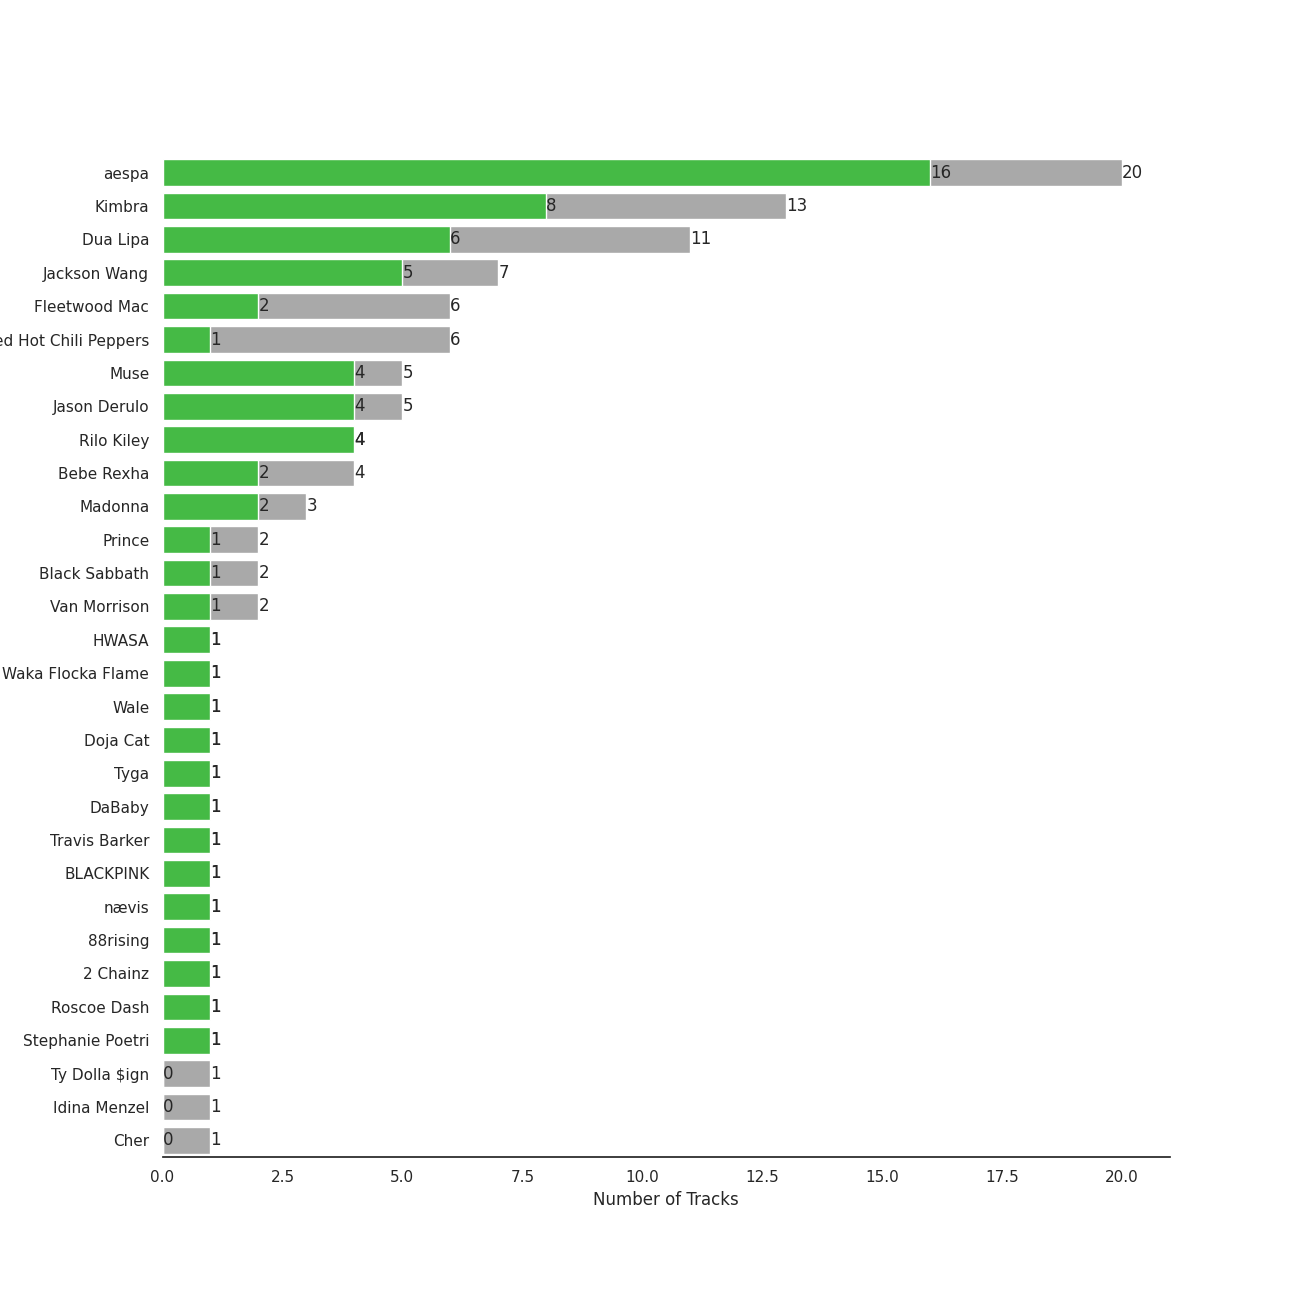 aespa 16 20
Kimbra 8 13
Dua Lipa 6 11
Jackson Wang 5 7
Fleetwood Mac 2 6
ed Hot Chili Peppers 1 6
Muse 4 5
Jason Derulo 4 5
Rilo Kiley 4
Bebe Rexha 2 4
Madonna 2 3
Prince 1 2
Black Sabbath 1 2
Van Morrison 1 2
HWASA 1
Waka Flocka Flame 1
Wale 1
Doja Cat 1
Tyga 1
DaBaby 1
Travis Barker 1
BLACKPINK 1
nævis 1
88rising 1
2 Chainz 1
Roscoe Dash 1
Stephanie Poetri 1
Ty Dolla $ign 0 1
Idina Menzel 0 1
Cher 0 1
0.0 2.5 5.0 7.5 10.0 12.5 15.0 17.5 20.0
Number of Tracks